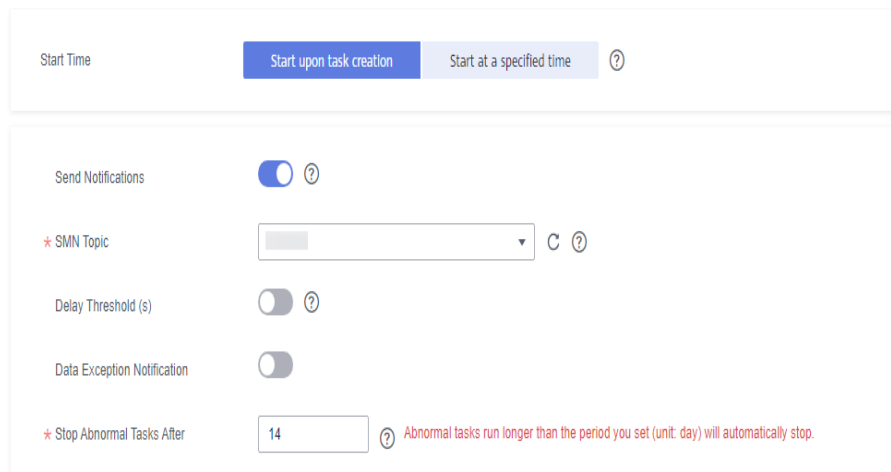 Start Time Start upon task creation Start at a specified time ?
Send Notifications ?
* SMN Topic ?
Delay Threshold (s) ?
Data Exception Notification
* Stop Abnormal Tasks After 14 ? Abnormal tasks run longer than the period you set (unit: day) will automatically stop.